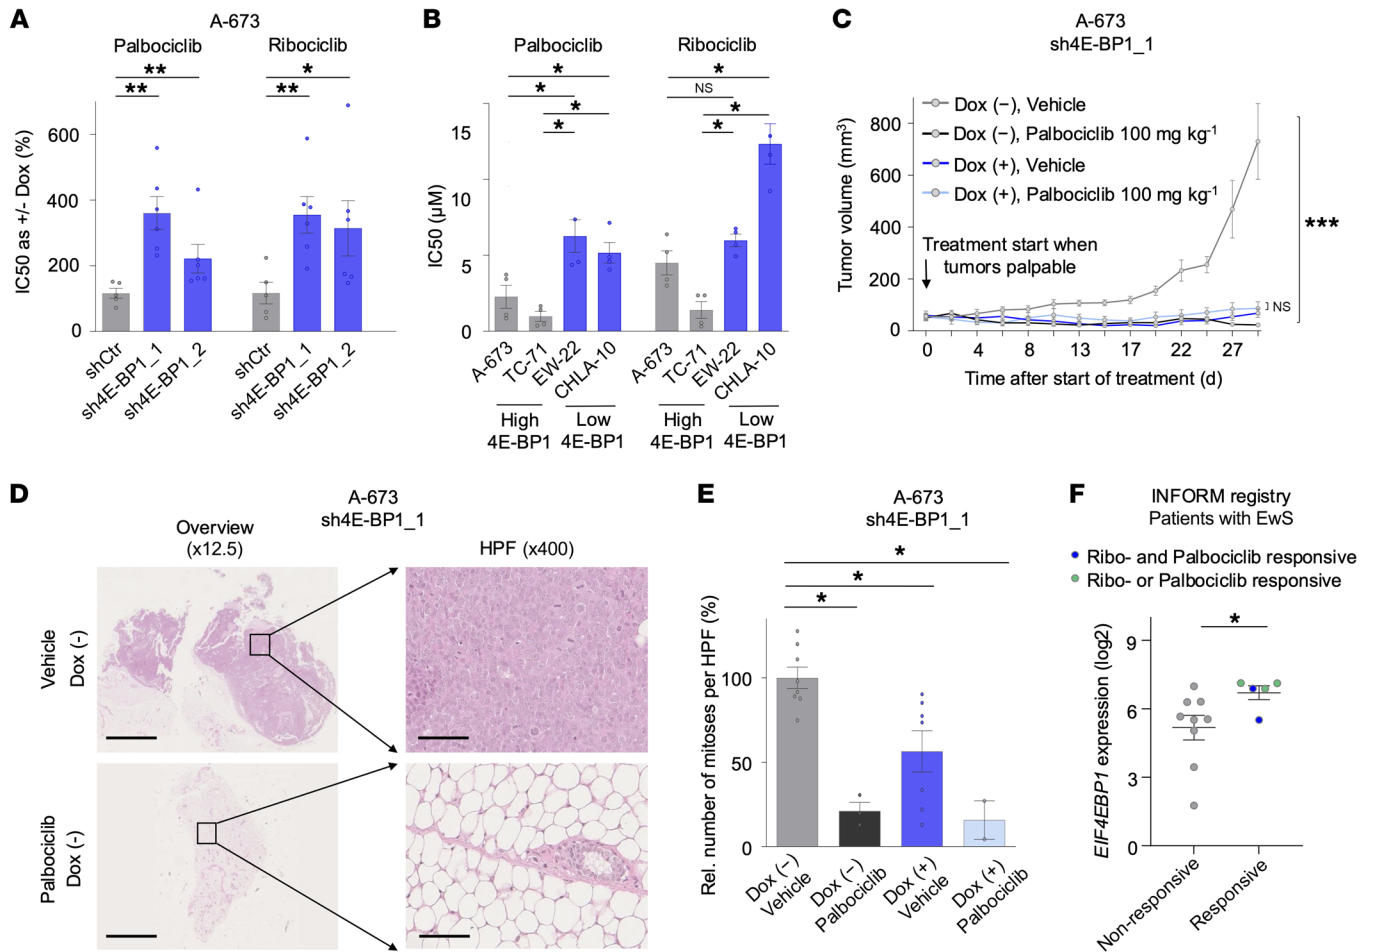 A
A-673
Palbociclib
Ribociclib
**
*
**
**
IC50 as +/- Dox (%)
600
400
200
0
shCtr
sh4E-BP1_1
sh4E-BP1_2
shCtr
sh4E-BP1_1
sh4E-BP1_2
B
Palbociclib
Ribociclib
*
*
*
NS
*
*
*
*
IC50 (µM)
15
10
5
0
A-673
TC-71
EW-22
CHLA-10
A-673
TC-71
EW-22
CHLA-10
High
4E-BP1
Low
4E-BP1
High
4E-BP1
Low
4E-BP1
C
A-673
sh4E-BP1_1
Tumor volume (mm³)
800
600
400
200
0
Dox (−), Vehicle
Dox (−), Palbociclib 100 mg kg⁻¹
Dox (+), Vehicle
Dox (+), Palbociclib 100 mg kg⁻¹
Treatment start when
tumors palpable
***
NS
0
4
8
13
17
22
27
Time after start of treatment (d)
D
A-673
sh4E-BP1_1
Overview
(x12.5)
HPF (x400)
Vehicle
Dox (-)
Palbociclib
Dox (-)
E
A-673
sh4E-BP1_1
*
*
*
Rel. number of mitoses per HPF (%)
100
50
0
Dox (−)
Vehicle
Dox (−)
Palbociclib
Dox (+)
Vehicle
Dox (+)
Palbociclib
F
INFORM registry
Patients with EwS
Ribo- and Palbociclib responsive
Ribo- or Palbociclib responsive
*
EIF4EBP1 expression (log2)
9
6
3
0
Non-responsive
Responsive